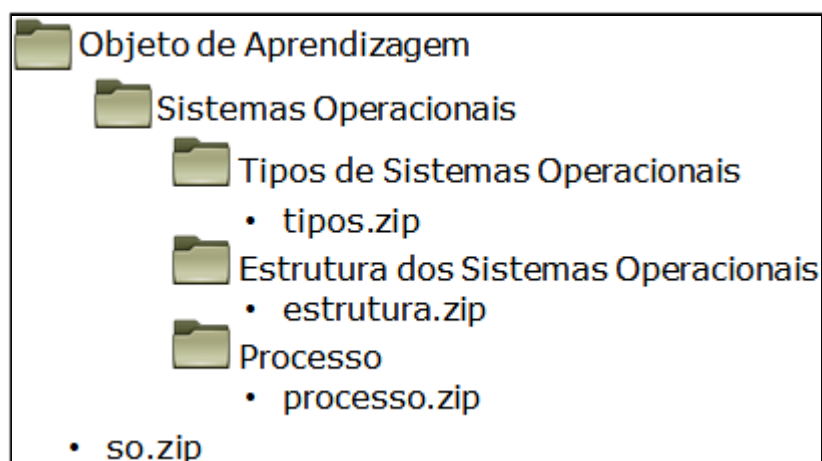 Objeto de Aprendizagem
Sistemas Operacionais
Tipos de Sistemas Operacionais
• tipos.zip
Estrutura dos Sistemas Operacionais
• estrutura.zip
Processo
• processo.zip
• so.zip